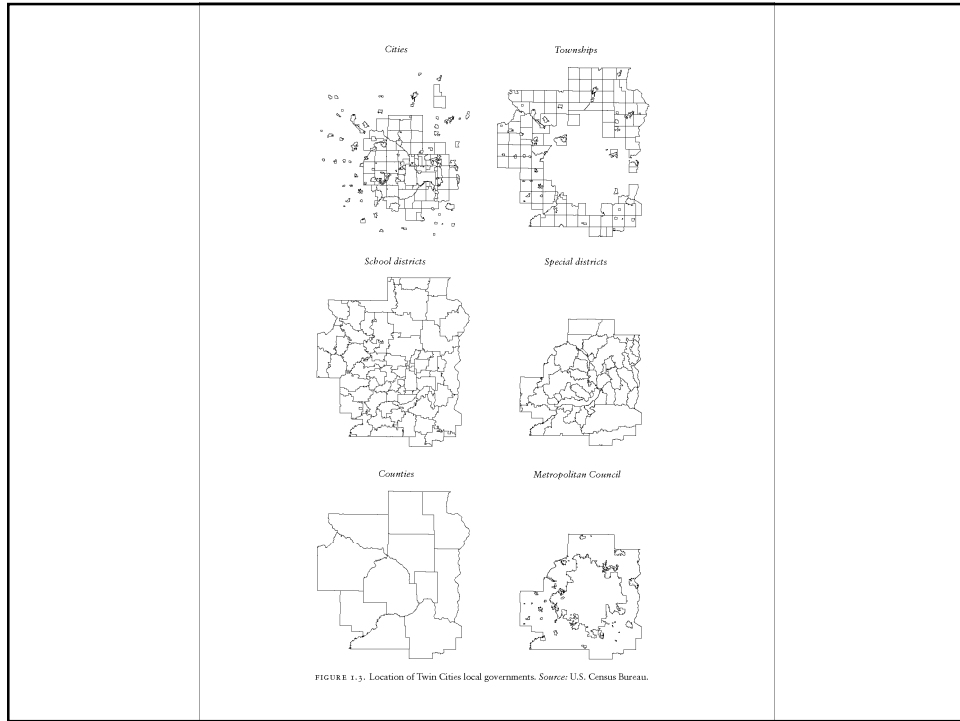 Cities
Townships
School districts
Special districts
Counties
Metropolitan Council
FIGURE 1.3. Location of Twin Cities local governments. Source: U.S. Census Bureau.